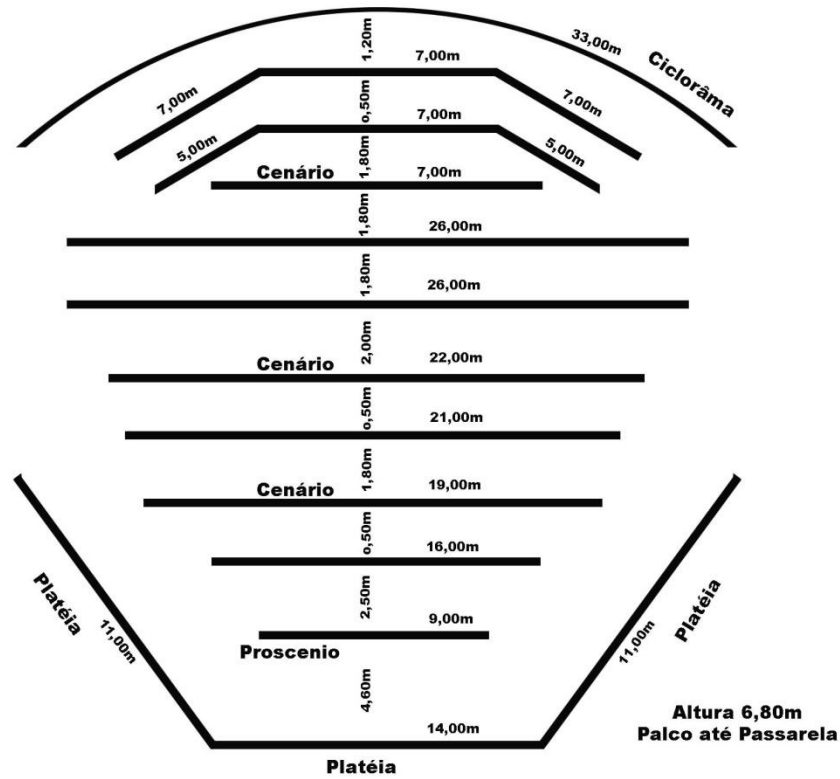 1,20m
33,00m
Ciclorâma
7,00m
7,00m
7,00m
o,50m
7,00m
5,00m
5,00m
1,80m
Cenário
7,00m
1,80m
26,00m
1,80m
26,00m
2,00m
Cenário
22,00m
o,50m
21,00m
1,80m
Cenário
19,00m
o,50m
16,00m
2,50m
Platéia
11,00m
9,00m
Proscenio
Platéia
11,00m
4,60m
14,00m
Platéia
Altura 6,80m
Palco até Passarela